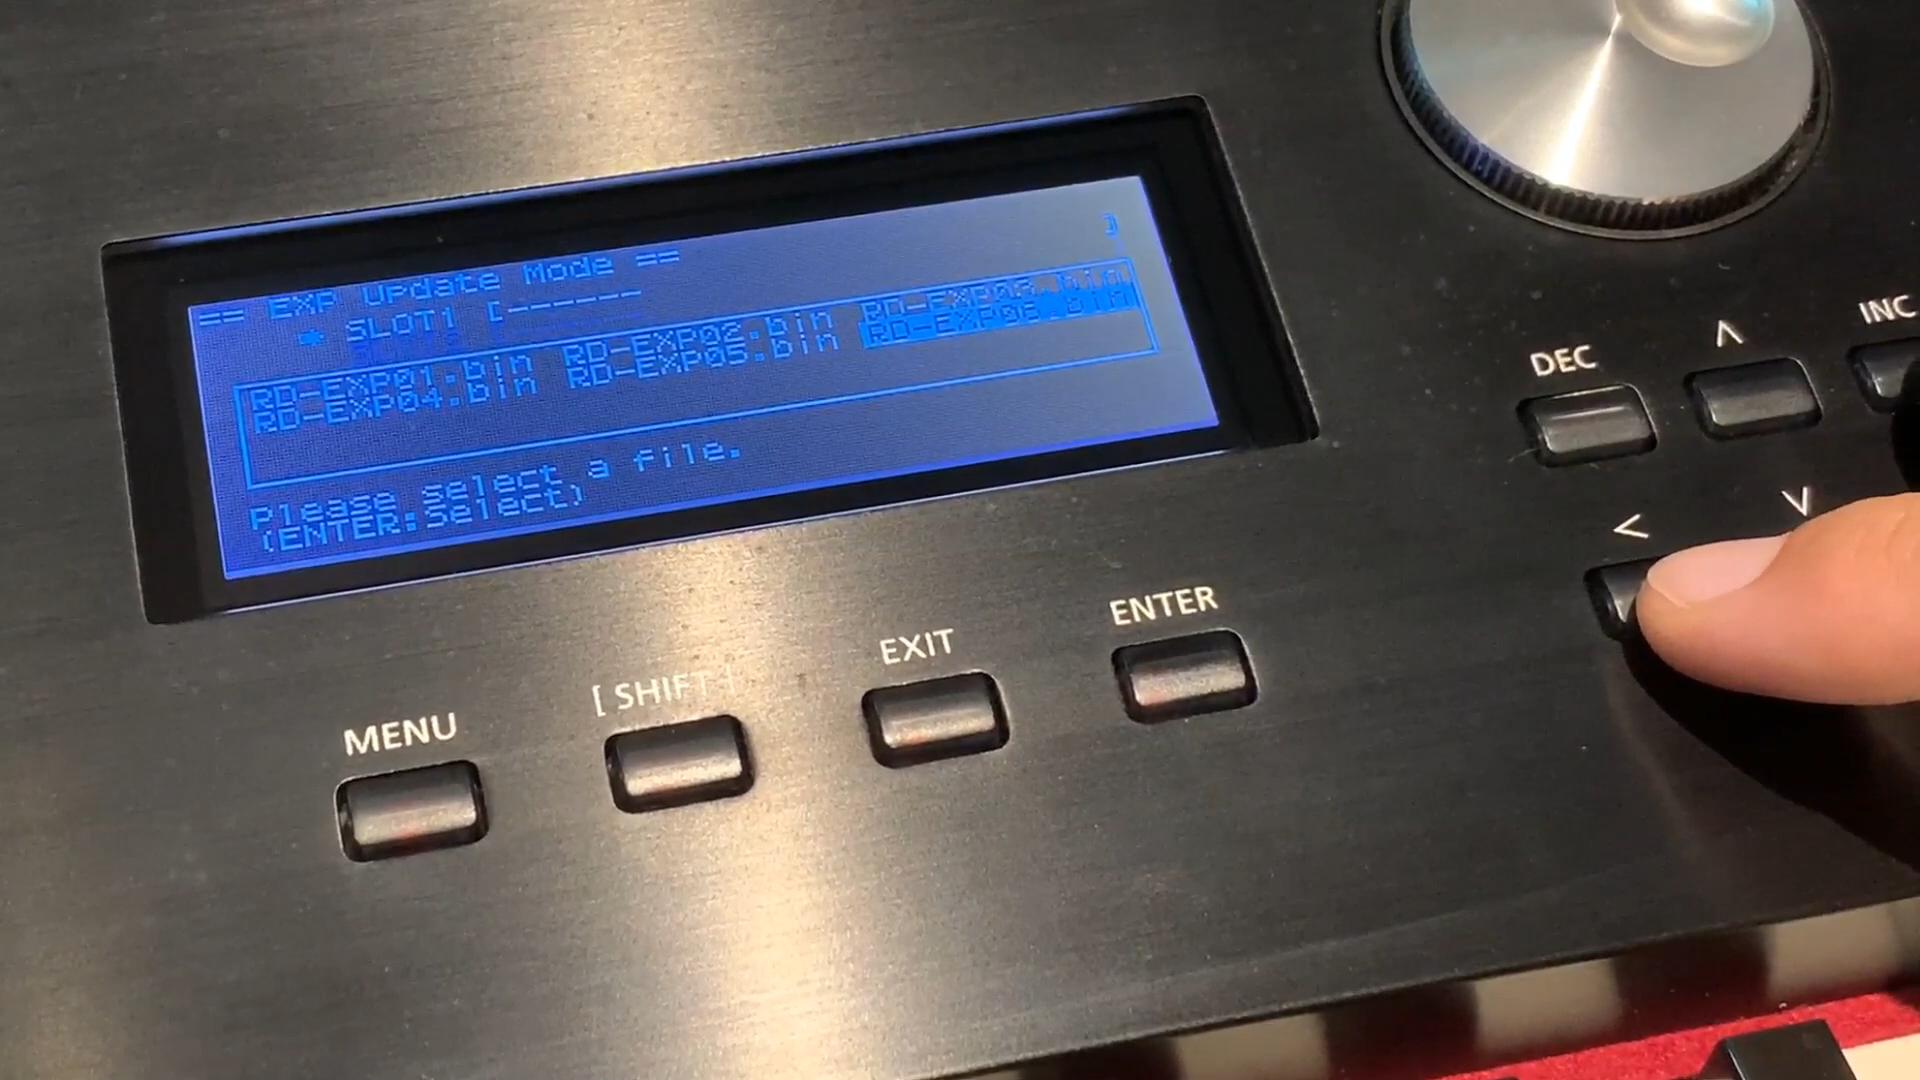 == EXP Update Mode ==
* SLOT1 [------ ]
RD-EXP01.bin RD-EXP02.bin RD-EXP03.bin
RD-EXP04.bin RD-EXP05.bin RD-EXP06.bin
Please select a file.
(ENTER:Select)
DEC
∧
INC
<
∨
MENU
[ SHIFT ]
EXIT
ENTER